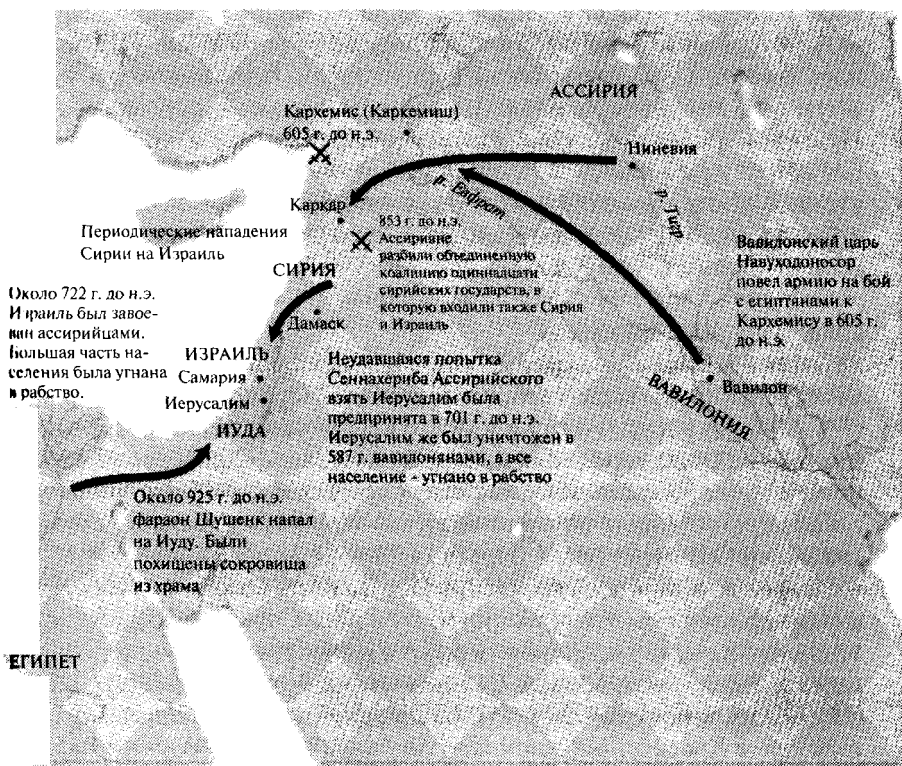 АССИРИЯ
Кархемис (Каркемиш)
605 г. до н.э.
Ниневия
р. Евфрат
р. Тигр
Каркар
Периодические нападения
Сирии на Израиль
853 г. до н.э.
Ассирияне
разбили объединенную
коалицию одиннадцати
сирийских государств, в
которую входили также Сирия
и Израиль
Вавилонский царь
Навуходоносор
повел армию на бой
с египтянами к
Кархемису в 605 г.
до н.э.
СИРИЯ
Около 722 г. до н.э.
Израиль был завое-
ван ассирийцами.
Большая часть на-
селения была угнана
в рабство.
Дамаск
ИЗРАИЛЬ
Самария
Иерусалим
ИУДА
Неудавшаяся попытка
Сеннахериба Ассирийского
взять Иерусалим была
предпринята в 701 г. до н.э.
Иерусалим же был уничтожен в
587 г. вавилонянами, а все
население - угнано в рабство
Вавилон
ВАВИЛОНИЯ
Около 925 г. до н.э.
фараон Шушенк напал
на Иуду. Были
похищены сокровища
из храма
ЕГИПЕТ